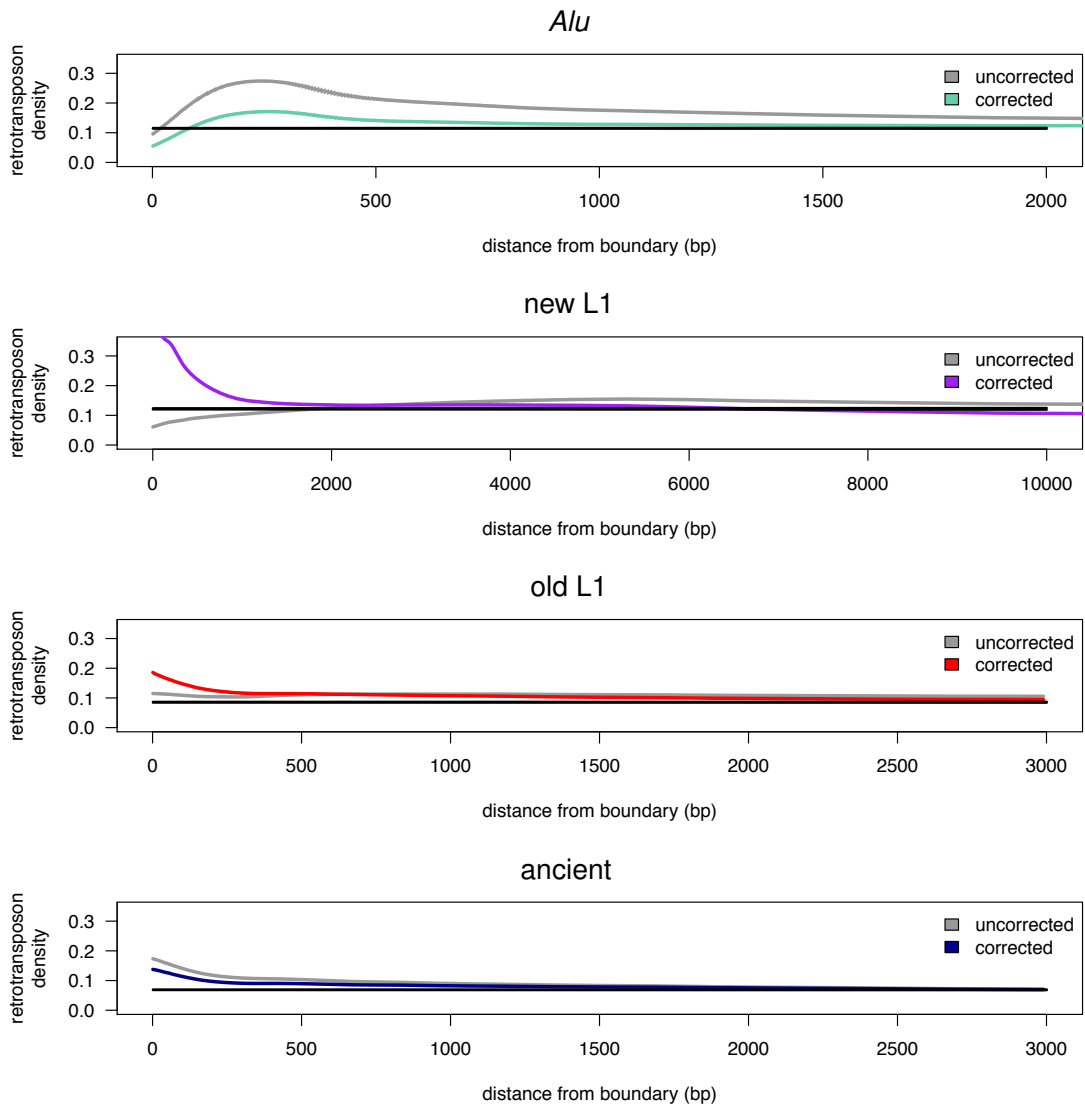 Alu
retrotransposon
density
0.3
0.2
0.1
0.0
uncorrected
corrected
0 500 1000 1500 2000
distance from boundary (bp)
new L1
retrotransposon
density
0.3
0.2
0.1
0.0
uncorrected
corrected
0 2000 4000 6000 8000 10000
distance from boundary (bp)
old L1
retrotransposon
density
0.3
0.2
0.1
0.0
uncorrected
corrected
0 500 1000 1500 2000 2500 3000
distance from boundary (bp)
ancient
retrotransposon
density
0.3
0.2
0.1
0.0
uncorrected
corrected
0 500 1000 1500 2000 2500 3000
distance from boundary (bp)